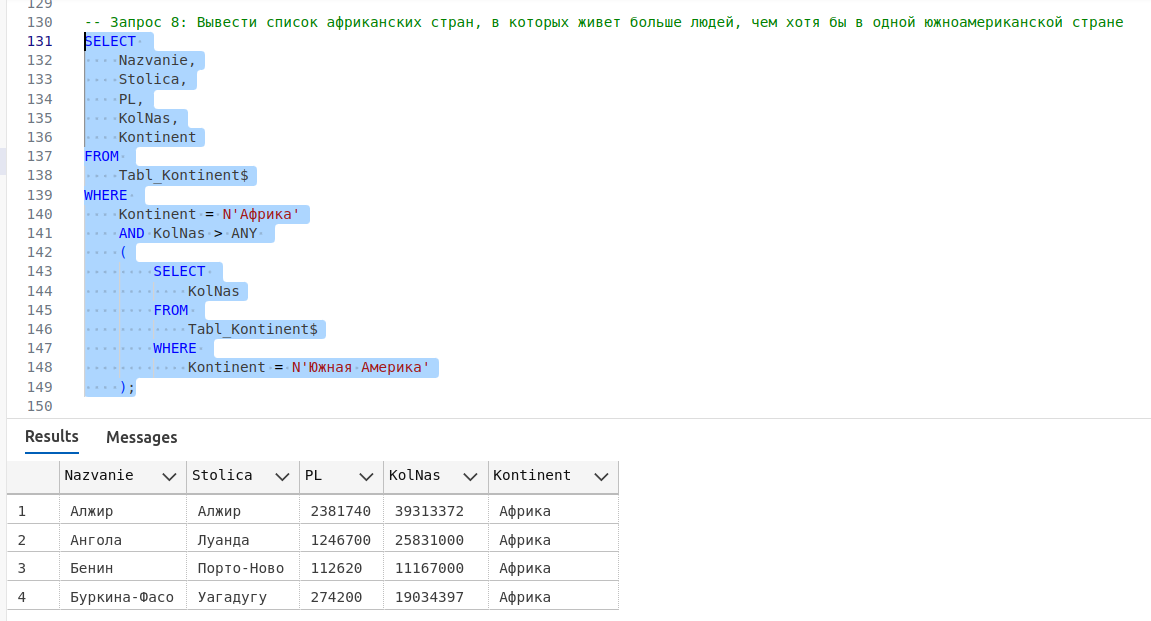 129
130 -- Запрос 8: Вывести список африканских стран, в которых живет больше людей, чем хотя бы в одной южноамериканской стране
131 SELECT
132 ····Nazvanie,
133 ····Stolica,
134 ····PL,
135 ····KolNas,
136 ····Kontinent
137 FROM
138 ····Tabl_Kontinent$
139 WHERE
140 ····Kontinent = N'Африка'
141 ····AND KolNas > ANY
142 ····(
143 ········SELECT
144 ············KolNas
145 ········FROM
146 ············Tabl_Kontinent$
147 ········WHERE
148 ············Kontinent = N'Южная Америка'
149 ····);
150
Results Messages
Nazvanie Stolica PL KolNas Kontinent
1 Алжир Алжир 2381740 39313372 Африка
2 Ангола Луанда 1246700 25831000 Африка
3 Бенин Порто-Ново 112620 11167000 Африка
4 Буркина-Фасо Уагадугу 274200 19034397 Африка